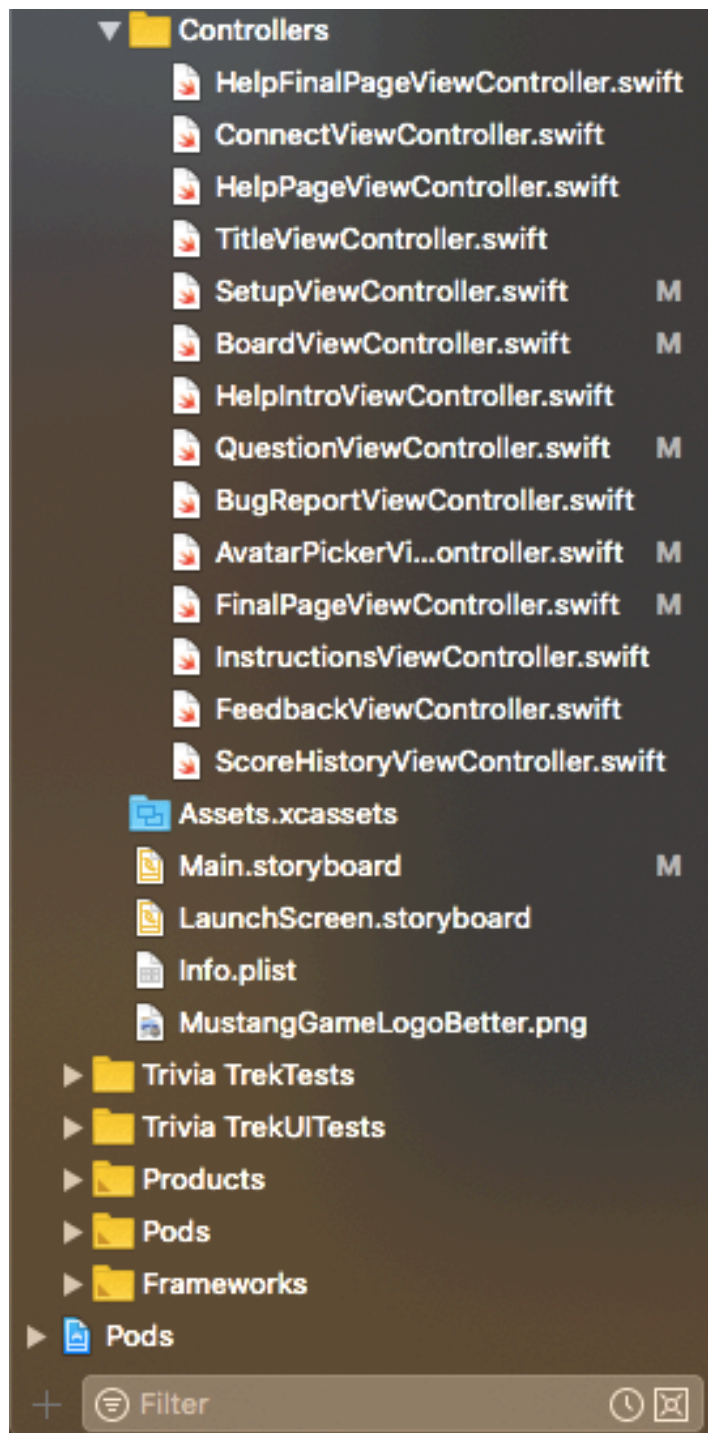 Controllers
HelpFinalPageViewController.swift
ConnectViewController.swift
HelpPageViewController.swift
TitleViewController.swift
SetupViewController.swift M
BoardViewController.swift M
HelpIntroViewController.swift
QuestionViewController.swift M
BugReportViewController.swift
AvatarPickerVi...ontroller.swift M
FinalPageViewController.swift M
InstructionsViewController.swift
FeedbackViewController.swift
ScoreHistoryViewController.swift
Assets.xcassets
Main.storyboard M
LaunchScreen.storyboard
Info.plist
MustangGameLogoBetter.png
Trivia TrekTests
Trivia TrekUITests
Products
Pods
Frameworks
Pods
Filter